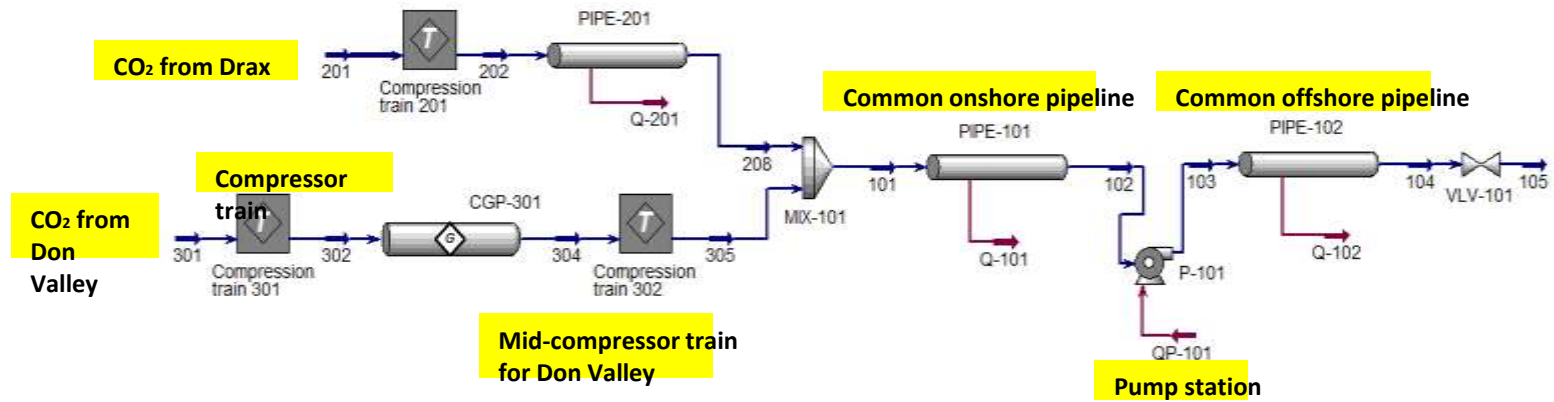 PIPE-201
CO₂ from Drax
T
201
202
Compression
train 201
Q-201
Common onshore pipeline
Common offshore pipeline
PIPE-101
PIPE-102
208
101
102
103
104
105
VLV-101
MIX-101
Compressor
train
CGP-301
CO₂ from
Don
Valley
T
G
T
301
302
304
305
Compression
train 301
Compression
train 302
Q-101
P-101
Q-102
Mid-compressor train
for Don Valley
QP-101
Pump station